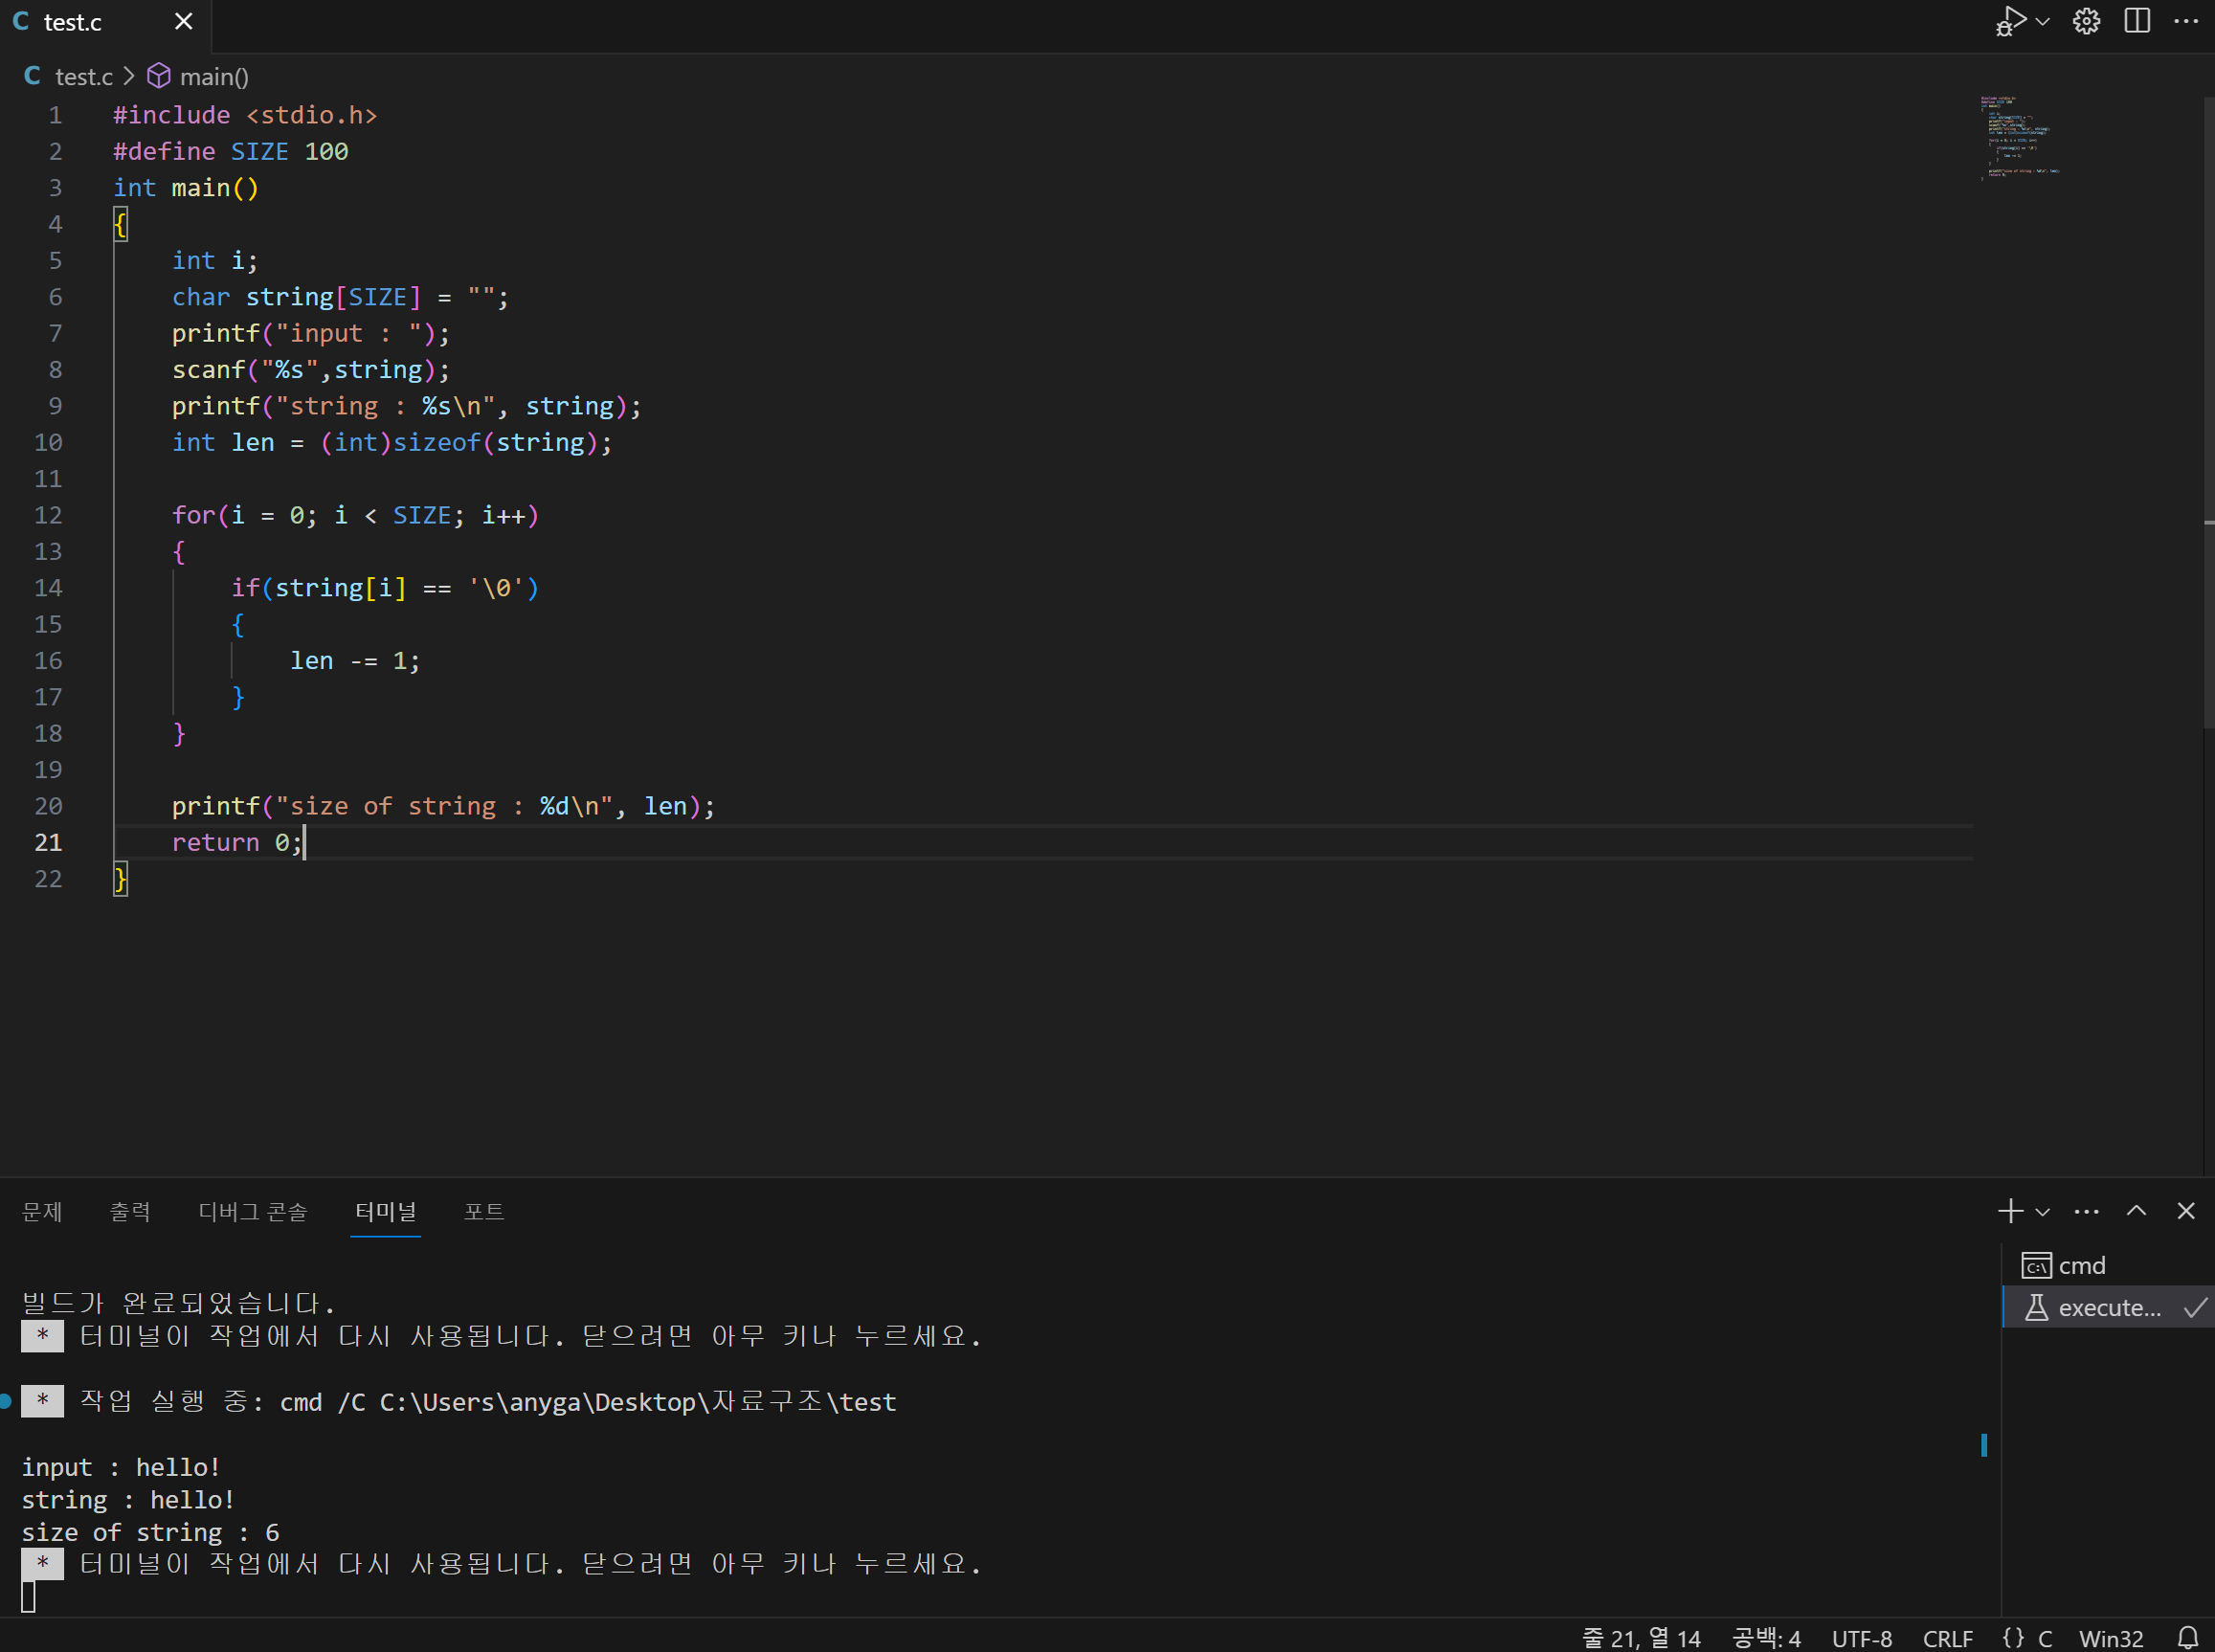 test.c
test.c > main()
1 #include <stdio.h>
2 #define SIZE 100
3 int main()
4 {
5     int i;
6     char string[SIZE] = "";
7     printf("input : ");
8     scanf("%s",string);
9     printf("string : %s\n", string);
10     int len = (int)sizeof(string);
11
12     for(i = 0; i < SIZE; i++)
13     {
14         if(string[i] == '\0')
15         {
16             len -= 1;
17         }
18     }
19
20     printf("size of string : %d\n", len);
21     return 0;
22 }
문제 출력 디버그 콘솔 터미널 포트
cmd
execute...
빌드가 완료되었습니다.
* 터미널이 작업에서 다시 사용됩니다. 닫으려면 아무 키나 누르세요.
* 작업 실행 중: cmd /C C:\Users\anyga\Desktop\자료구조\test
input : hello!
string : hello!
size of string : 6
* 터미널이 작업에서 다시 사용됩니다. 닫으려면 아무 키나 누르세요.
줄 21, 열 14 공백: 4 UTF-8 CRLF {} C Win32